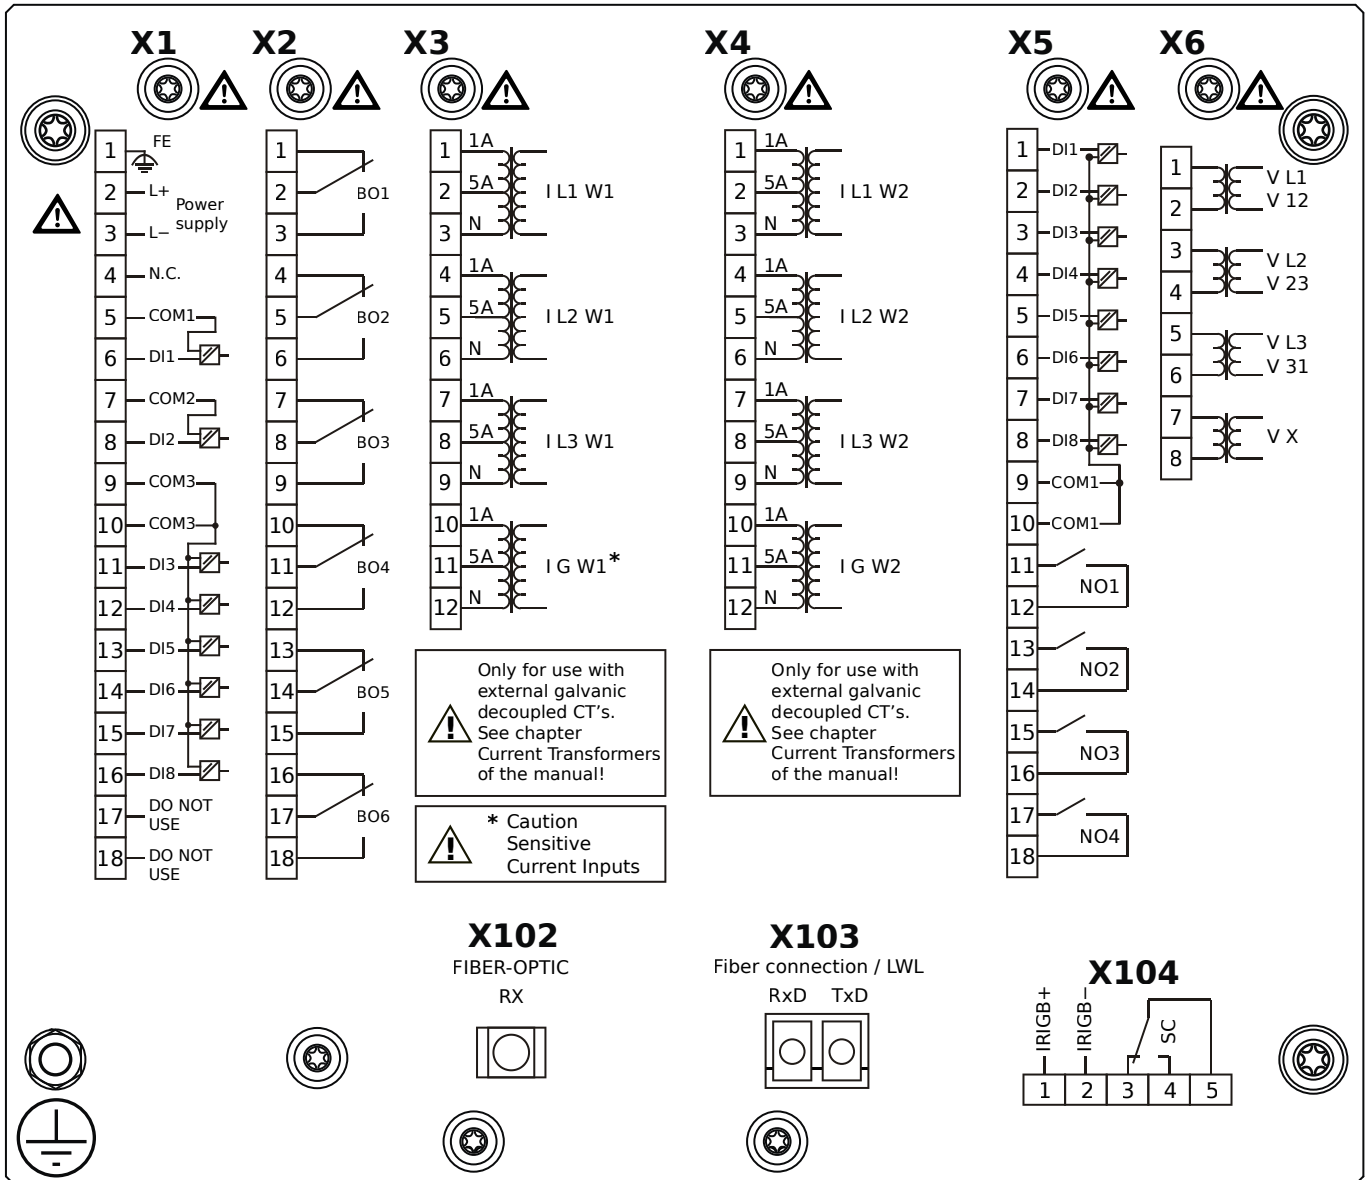 X1
1
FE
2
L+
Power
supply
3
L−
4
N.C.
5
COM1
6
DI1
7
COM2
8
DI2
9
COM3
10
COM3
11
DI3
12
DI4
13
DI5
14
DI6
15
DI7
16
DI8
17
DO NOT
USE
18
DO NOT
USE
X2
1
2
BO1
3
4
5
BO2
6
7
8
BO3
9
10
11
BO4
12
13
14
BO5
15
16
17
BO6
18
X3
1
1A
2
5A
I L1 W1
3
N
4
1A
5
5A
I L2 W1
6
N
7
1A
8
5A
I L3 W1
9
N
10
1A
11
5A
I G W1*
12
N
Only for use with
external galvanic
decoupled CT's.
See chapter
Current Transformers
of the manual!
* Caution
Sensitive
Current Inputs
X4
1
1A
2
5A
I L1 W2
3
N
4
1A
5
5A
I L2 W2
6
N
7
1A
8
5A
I L3 W2
9
N
10
1A
11
5A
I G W2
12
N
Only for use with
external galvanic
decoupled CT's.
See chapter
Current Transformers
of the manual!
X5
1
DI1
2
DI2
3
DI3
4
DI4
5
DI5
6
DI6
7
DI7
8
DI8
9
COM1
10
COM1
11
NO1
12
13
NO2
14
15
NO3
16
17
NO4
18
X6
1
V L1
2
V 12
3
V L2
4
V 23
5
V L3
6
V 31
7
V X
8
X102
FIBER-OPTIC
RX
X103
Fiber connection / LWL
RxD TxD
X104
IRIGB+
IRIGB−
SC
1 2 3 4 5